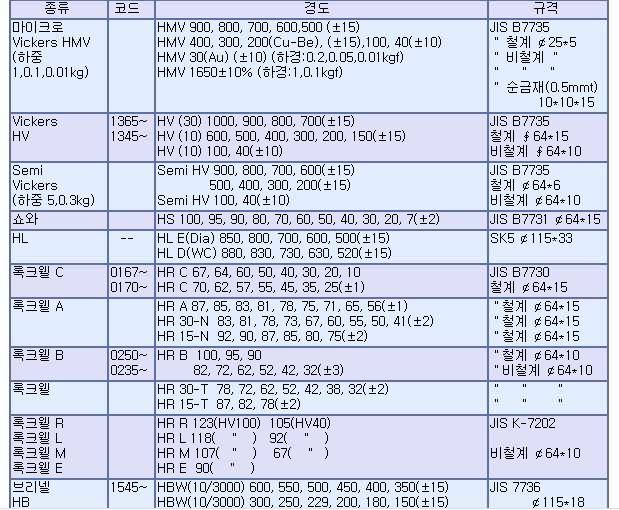 종류 코드 경도 규격
마이크로 HMV 900, 800, 700, 600,500 (±15) JIS B7735
Vickers HMV HMV 400, 300, 200(Cu-Be), (±15),100, 40(±10) " 철계 ¢25*5
(하중 HMV 30(Au) (±10) (하경:0.2,0.05,0.01kgf) " 비철계 "
1,0.1,0.01kg) HMV 1650±10% (하경:1,0.1kgf) " " "
" 순금재(0.5mmt)
10*10*15
Vickers 1365~ HV (30) 1000, 900, 800, 700(±15) JIS B7735
HV 1345~ HV (10) 600, 500, 400, 300, 200, 150(±15) 철계 ∮64*15
HV (10) 100, 40(±10) 비철계 ∮64*10
Semi Semi HV 900, 800, 700, 600(±15) JIS B7735
Vickers 500, 400, 300, 200(±15) 철계 ¢64*6
(하중 5,0.3kg) Semi HV 100, 40(±10) 비철계 ¢64*10
쇼와 HS 100, 95, 90, 80, 70, 60, 50, 40, 30, 20, 7(±2) JIS B7731 ¢64*15
HL -- HL E(Dia) 850, 800, 700, 600, 500(±15) SK5 ¢115*33
HL D(WC) 880, 830, 730, 630, 520(±15)
록크웰 C 0167~ HR C 67, 64, 60, 50, 40, 30, 20, 10 JIS B7730
0170~ HR C 70, 62, 57, 55, 45, 35, 25(±1) 철계 ¢64*15
록크웰 A HR A 87, 85, 83, 81, 78, 75, 71, 65, 56(±1) " 철계 ¢64*15
HR 30-N 83, 81, 78, 73, 67, 60, 55, 50, 41(±2) " 철계 ¢64*15
HR 15-N 92, 90, 87, 85, 80, 75(±2) " 철계 ¢64*15
록크웰 B 0250~ HR B 100, 95, 90 " 철계 ¢64*10
0235~ 82, 72, 62, 52, 42, 32(±3) " 비철계 ¢64*10
록크웰 HR 30-T 78, 72, 62, 52, 42, 38, 32(±2) " " "
HR 15-T 87, 82, 78(±2) " " "
록크웰 R HR R 123(HV100) 105(HV40) JIS K-7202
록크웰 L HR L 118( " ) 92( " )
록크웰 M HR M 107( " ) 67( " ) 비철계 ¢64*10
록크웰 E HR E 90( " )
브리넬 1545~ HBW(10/3000) 600, 550, 500, 450, 400, 350(±15) JIS 7736
HB HBW(10/3000) 300, 250, 229, 200, 180, 150(±15) ¢115*18